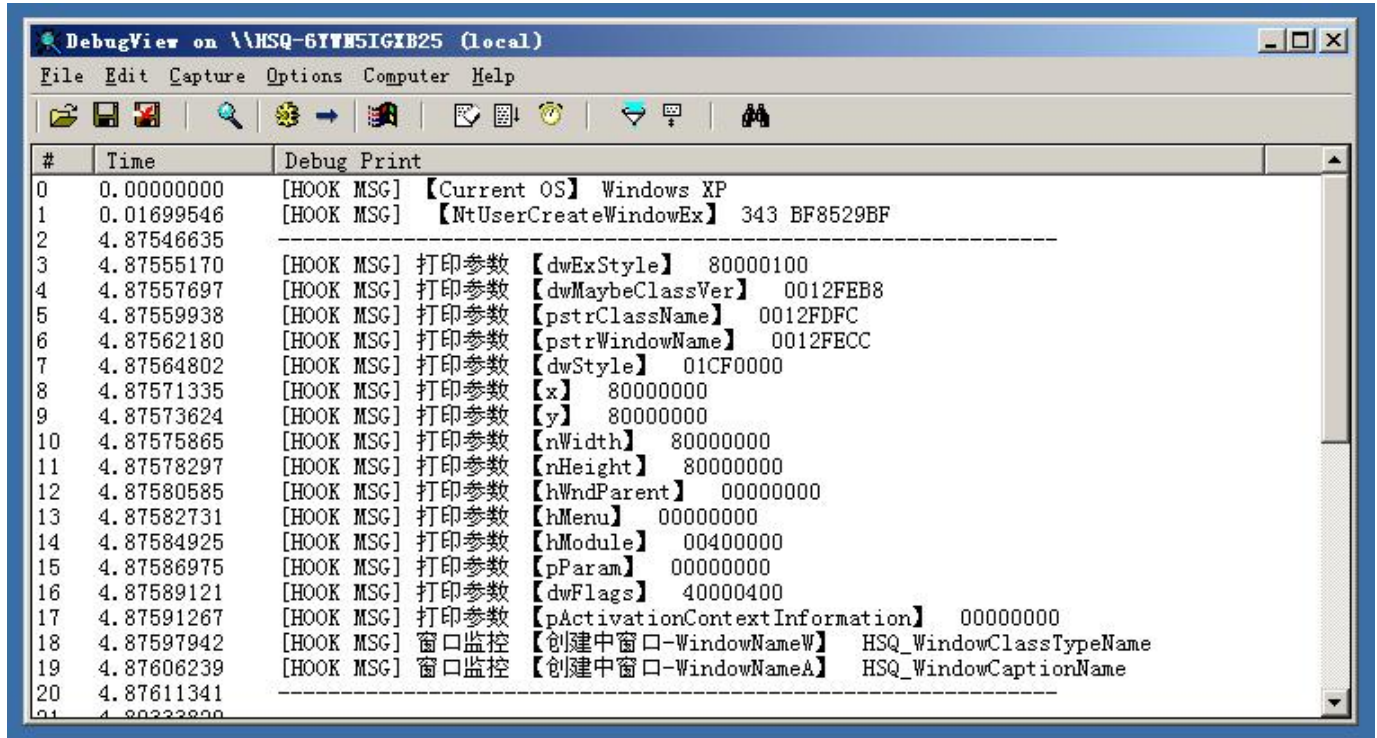 DebugView on \\HSQ-6YWN5IGXB25 (local)
File Edit Capture Options Computer Help
# Time Debug Print
0 0.00000000 [HOOK MSG] 【Current OS】 Windows XP
1 0.01699546 [HOOK MSG] 【NtUserCreateWindowEx】 343 BF8529BF
2 4.87546635 --------------------------------------------------------------
3 4.87555170 [HOOK MSG] 打印参数 【dwExStyle】 80000100
4 4.87557697 [HOOK MSG] 打印参数 【dwMaybeClassVer】 0012FEB8
5 4.87559938 [HOOK MSG] 打印参数 【pstrClassName】 0012FDFC
6 4.87562180 [HOOK MSG] 打印参数 【pstrWindowName】 0012FECC
7 4.87564802 [HOOK MSG] 打印参数 【dwStyle】 01CF0000
8 4.87571335 [HOOK MSG] 打印参数 【x】 80000000
9 4.87573624 [HOOK MSG] 打印参数 【y】 80000000
10 4.87575865 [HOOK MSG] 打印参数 【nWidth】 80000000
11 4.87578297 [HOOK MSG] 打印参数 【nHeight】 80000000
12 4.87580585 [HOOK MSG] 打印参数 【hWndParent】 00000000
13 4.87582731 [HOOK MSG] 打印参数 【hMenu】 00000000
14 4.87584925 [HOOK MSG] 打印参数 【hModule】 00400000
15 4.87586975 [HOOK MSG] 打印参数 【pParam】 00000000
16 4.87589121 [HOOK MSG] 打印参数 【dwFlags】 40000400
17 4.87591267 [HOOK MSG] 打印参数 【pActivationContextInformation】 00000000
18 4.87597942 [HOOK MSG] 窗口监控 【创建中窗口-WindowNameW】 HSQ_WindowClassTypeName
19 4.87606239 [HOOK MSG] 窗口监控 【创建中窗口-WindowNameA】 HSQ_WindowCaptionName
20 4.87611341 --------------------------------------------------------------